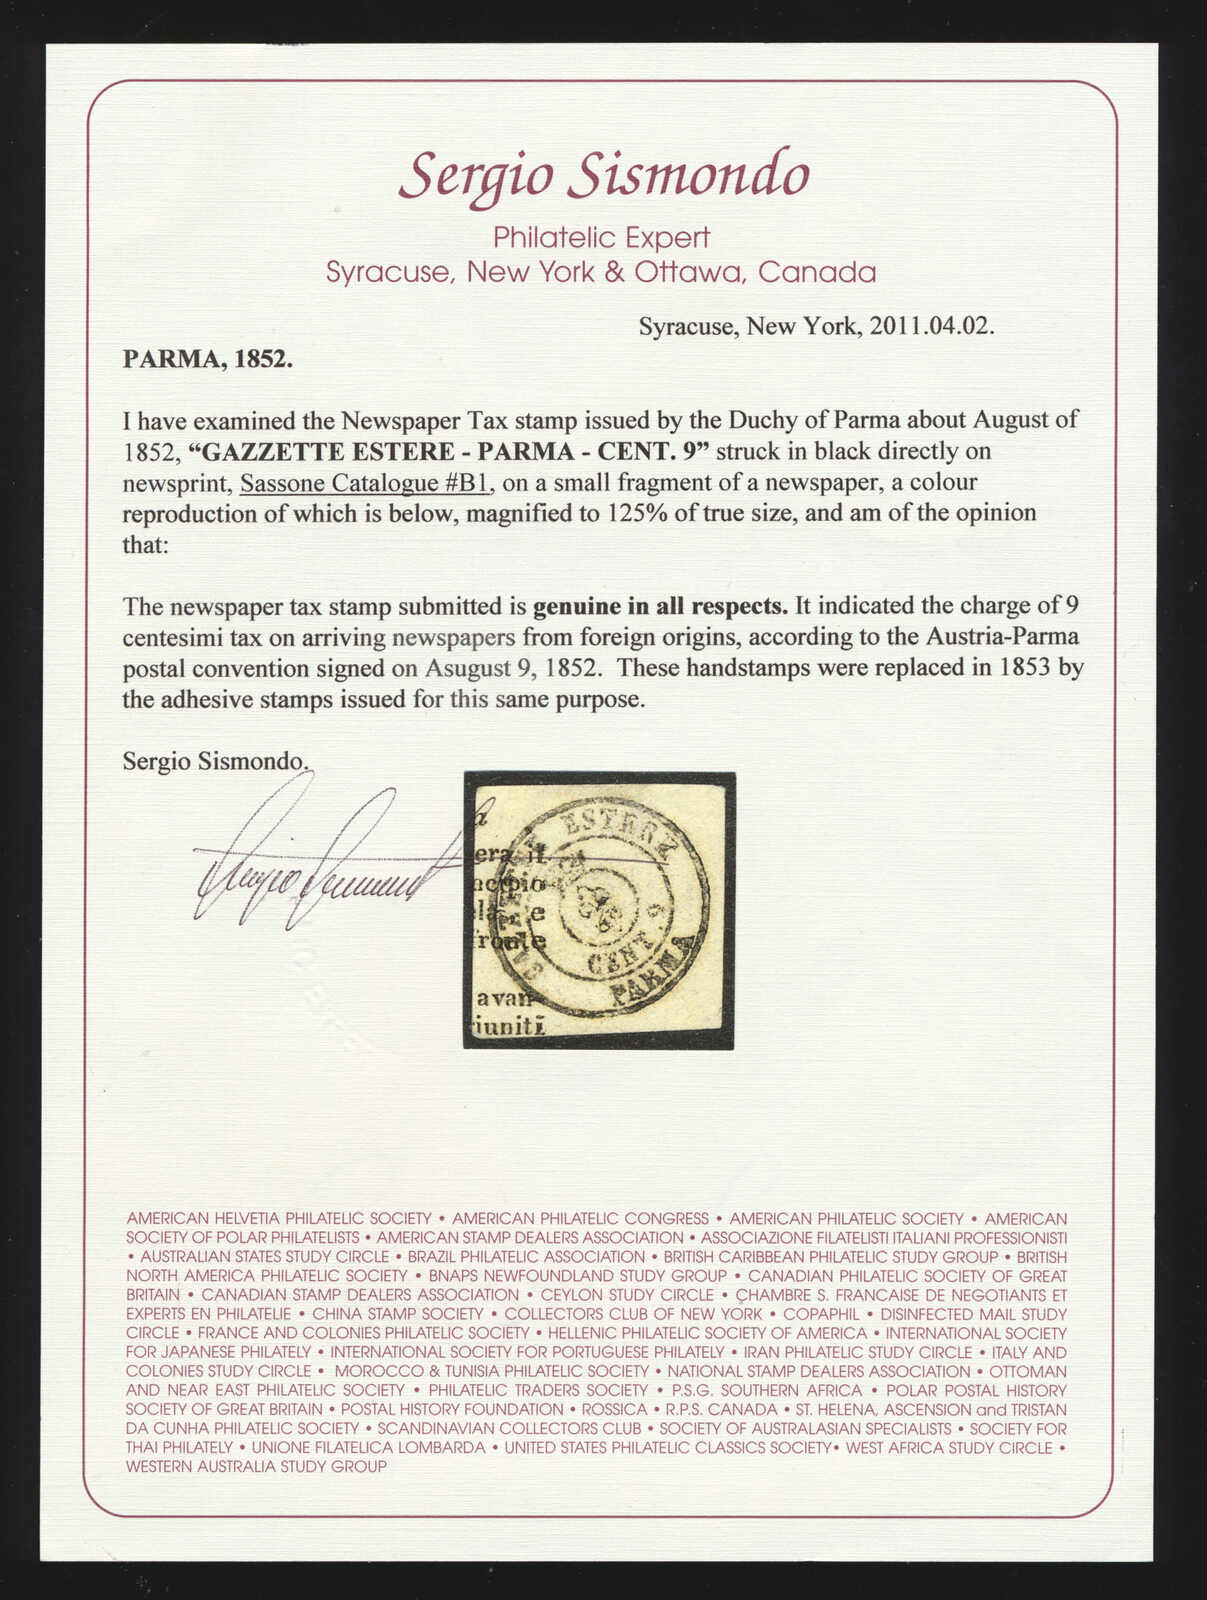 Sergio Sismondo
Philatelic Expert
Syracuse, New York & Ottawa, Canada
Syracuse, New York, 2011.04.02.
PARMA, 1852.
I have examined the Newspaper Tax stamp issued by the Duchy of Parma about August of
1852, “GAZZETTE ESTERE - PARMA - CENT. 9” struck in black directly on
newsprint, Sassone Catalogue #B1, on a small fragment of a newspaper, a colour
reproduction of which is below, magnified to 125% of true size, and am of the opinion
that:
The newspaper tax stamp submitted is genuine in all respects. It indicated the charge of 9
centesimi tax on arriving newspapers from foreign origins, according to the Austria-Parma
postal convention signed on Asugust 9, 1852. These handstamps were replaced in 1853 by
the adhesive stamps issued for this same purpose.
Sergio Sismondo.
Sergio Sismondo
ESTERE
CENT. 9
PARMA
a
era il
ncipio
ela e
fronte
avan-
iuniti
AMERICAN HELVETIA PHILATELIC SOCIETY • AMERICAN PHILATELIC CONGRESS • AMERICAN PHILATELIC SOCIETY • AMERICAN
SOCIETY OF POLAR PHILATELISTS • AMERICAN STAMP DEALERS ASSOCIATION • ASSOCIAZIONE FILATELISTI ITALIANI PROFESSIONISTI
• AUSTRALIAN STATES STUDY CIRCLE • BRAZIL PHILATELIC ASSOCIATION • BRITISH CARIBBEAN PHILATELIC STUDY GROUP • BRITISH
NORTH AMERICA PHILATELIC SOCIETY • BNAPS NEWFOUNDLAND STUDY GROUP • CANADIAN PHILATELIC SOCIETY OF GREAT
BRITAIN • CANADIAN STAMP DEALERS ASSOCIATION • CEYLON STUDY CIRCLE • CHAMBRE S. FRANCAISE DE NEGOTIANTS ET
EXPERTS EN PHILATELIE • CHINA STAMP SOCIETY • COLLECTORS CLUB OF NEW YORK • COPAPHIL • DISINFECTED MAIL STUDY
CIRCLE • FRANCE AND COLONIES PHILATELIC SOCIETY • HELLENIC PHILATELIC SOCIETY OF AMERICA • INTERNATIONAL SOCIETY
FOR JAPANESE PHILATELY • INTERNATIONAL SOCIETY FOR PORTUGUESE PHILATELY • IRAN PHILATELIC STUDY CIRCLE • ITALY AND
COLONIES STUDY CIRCLE • MOROCCO & TUNISIA PHILATELIC SOCIETY • NATIONAL STAMP DEALERS ASSOCIATION • OTTOMAN
AND NEAR EAST PHILATELIC SOCIETY • PHILATELIC TRADERS SOCIETY • P.S.G. SOUTHERN AFRICA • POLAR POSTAL HISTORY
SOCIETY OF GREAT BRITAIN • POSTAL HISTORY FOUNDATION • ROSSICA • R.P.S. CANADA • ST. HELENA, ASCENSION and TRISTAN
DA CUNHA PHILATELIC SOCIETY • SCANDINAVIAN COLLECTORS CLUB • SOCIETY OF AUSTRALASIAN SPECIALISTS • SOCIETY FOR
THAI PHILATELY • UNIONE FILATELICA LOMBARDA • UNITED STATES PHILATELIC CLASSICS SOCIETY• WEST AFRICA STUDY CIRCLE •
WESTERN AUSTRALIA STUDY GROUP